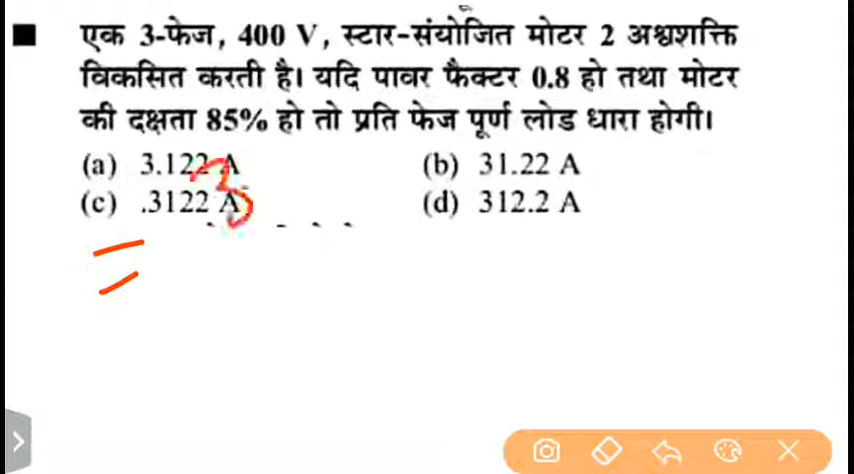 एक 3-फेज, 400 V, स्टार-संयोजित मोटर 2 अश्वशक्ति
विकसित करती है। यदि पावर फैक्टर 0.8 हो तथा मोटर
की दक्षता 85% हो तो प्रति फेज पूर्ण लोड धारा होगी।
(a) 3.122 A (b) 31.22 A
(c) .3122 A (d) 312.2 A